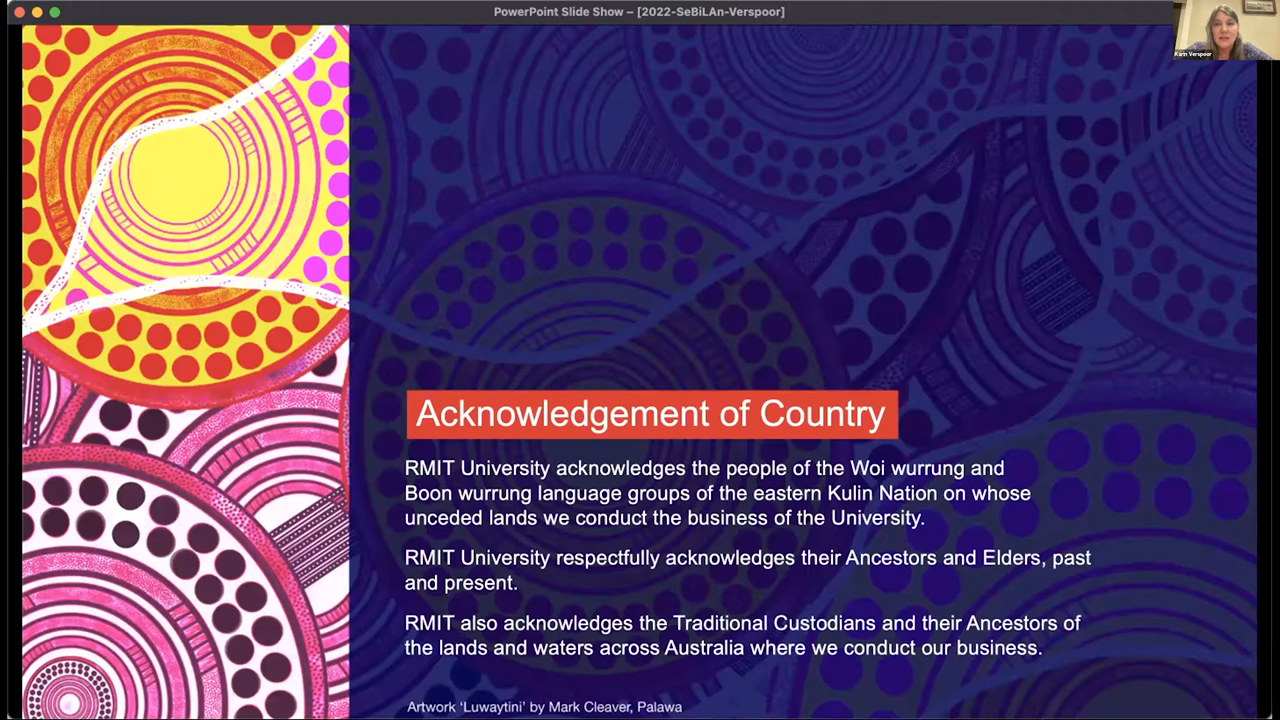 PowerPoint Slide Show – [2022-SeBiLAn-Verspoor]
Karin Verspoor
Acknowledgement of Country
RMIT University acknowledges the people of the Woi wurrung and
Boon wurrung language groups of the eastern Kulin Nation on whose
unceded lands we conduct the business of the University.
RMIT University respectfully acknowledges their Ancestors and Elders, past
and present.
RMIT also acknowledges the Traditional Custodians and their Ancestors of
the lands and waters across Australia where we conduct our business.
Artwork ‘Luwaytini’ by Mark Cleaver, Palawa